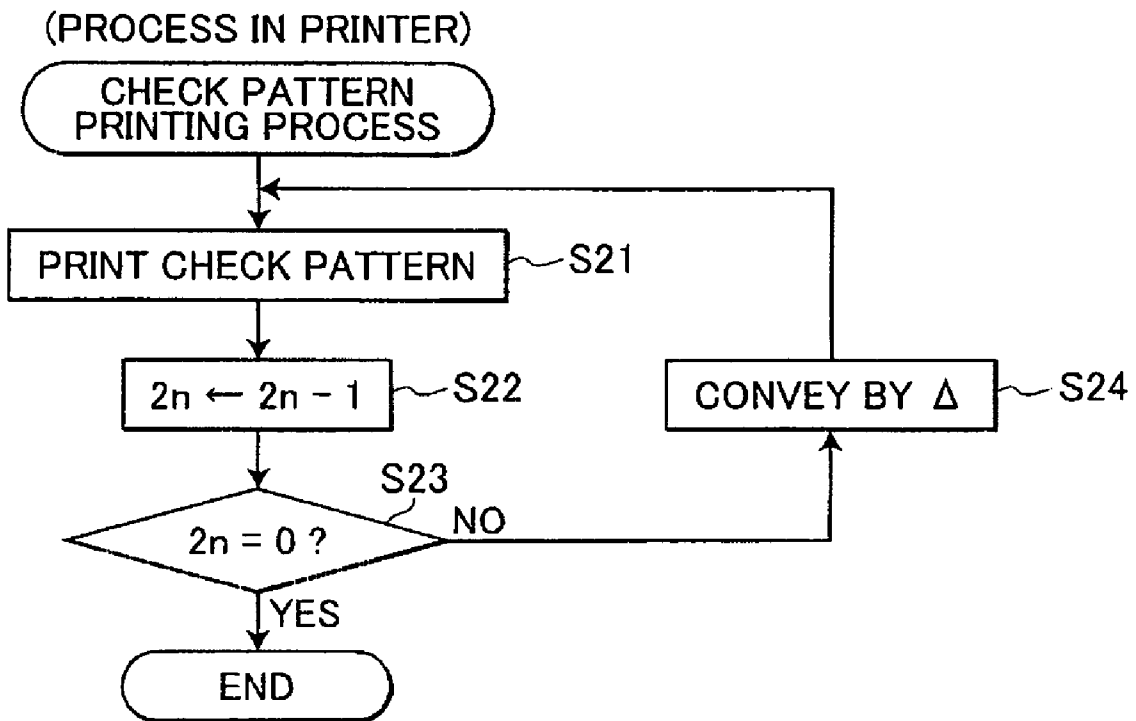 (PROCESS IN PRINTER)
CHECK PATTERN
PRINTING PROCESS
PRINT CHECK PATTERN
S21
2n ← 2n - 1
S22
CONVEY BY Δ
S24
S23
2n = 0 ?
NO
YES
END